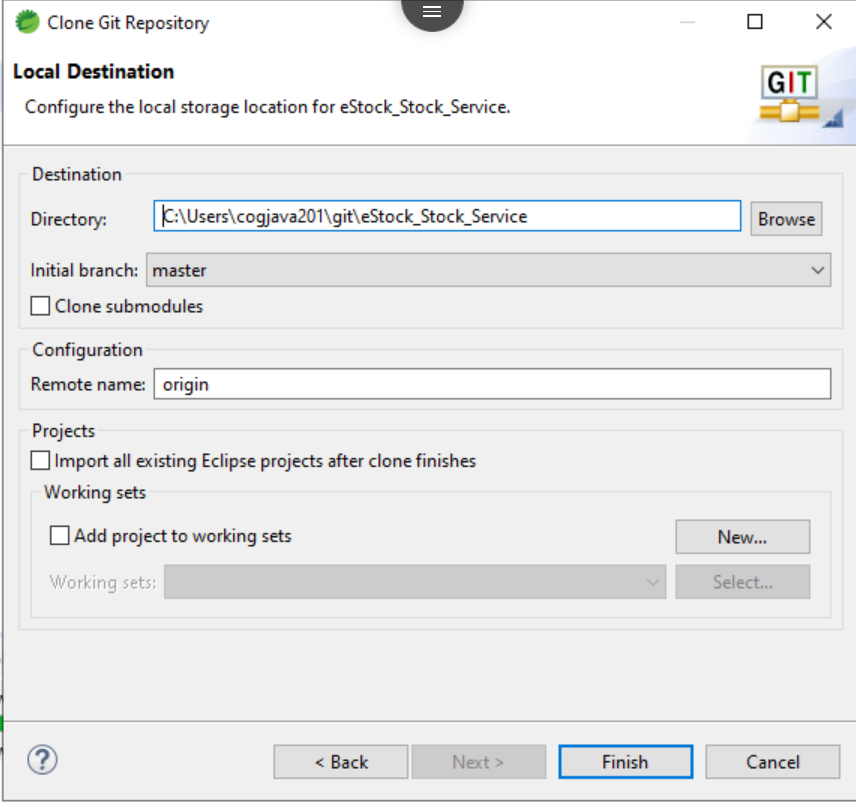 Clone Git Repository
Local Destination
Configure the local storage location for eStock_Stock_Service.
GIT
Destination
Directory: C:\Users\cogjava201\git\eStock_Stock_Service Browse
Initial branch: master
Clone submodules
Configuration
Remote name: origin
Projects
Import all existing Eclipse projects after clone finishes
Working sets
Add project to working sets New...
Working sets: Select...
? < Back Next > Finish Cancel